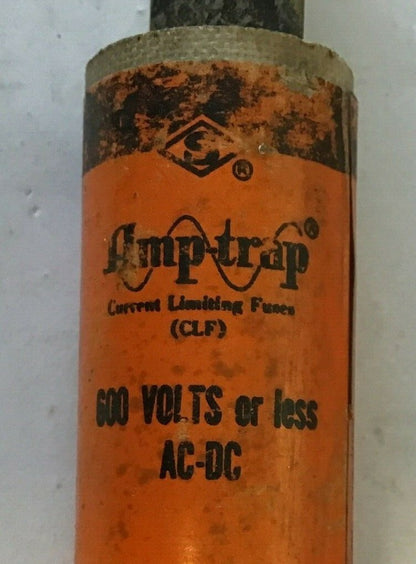 S
®
Amp-trap®
Current Limiting Fuses
(CLF)
600 VOLTS or less
AC-DC